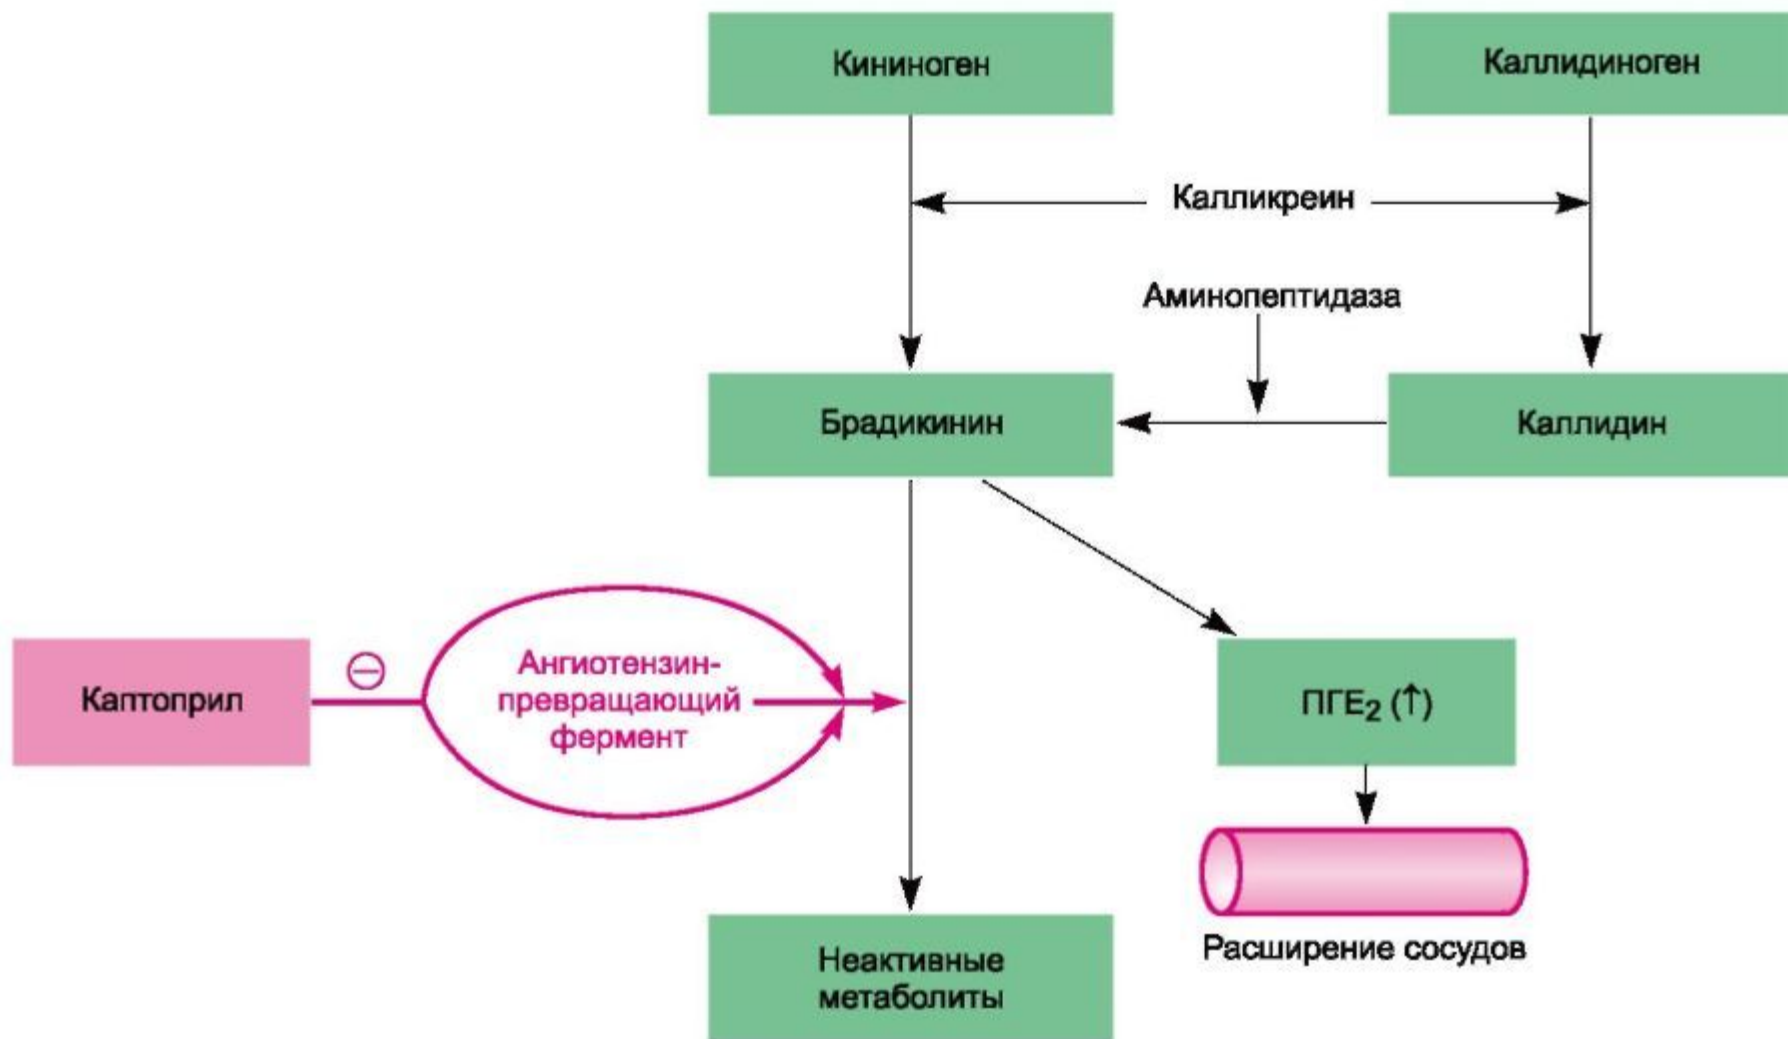 Кининоген
Каллидиноген
Калликреин
Аминопептидаза
Брадикинин
Каллидин
Каптоприл
Ангиотензин-
превращающий
фермент
ПГЕ₂ (↑)
Расширение сосудов
Неактивные
метаболиты